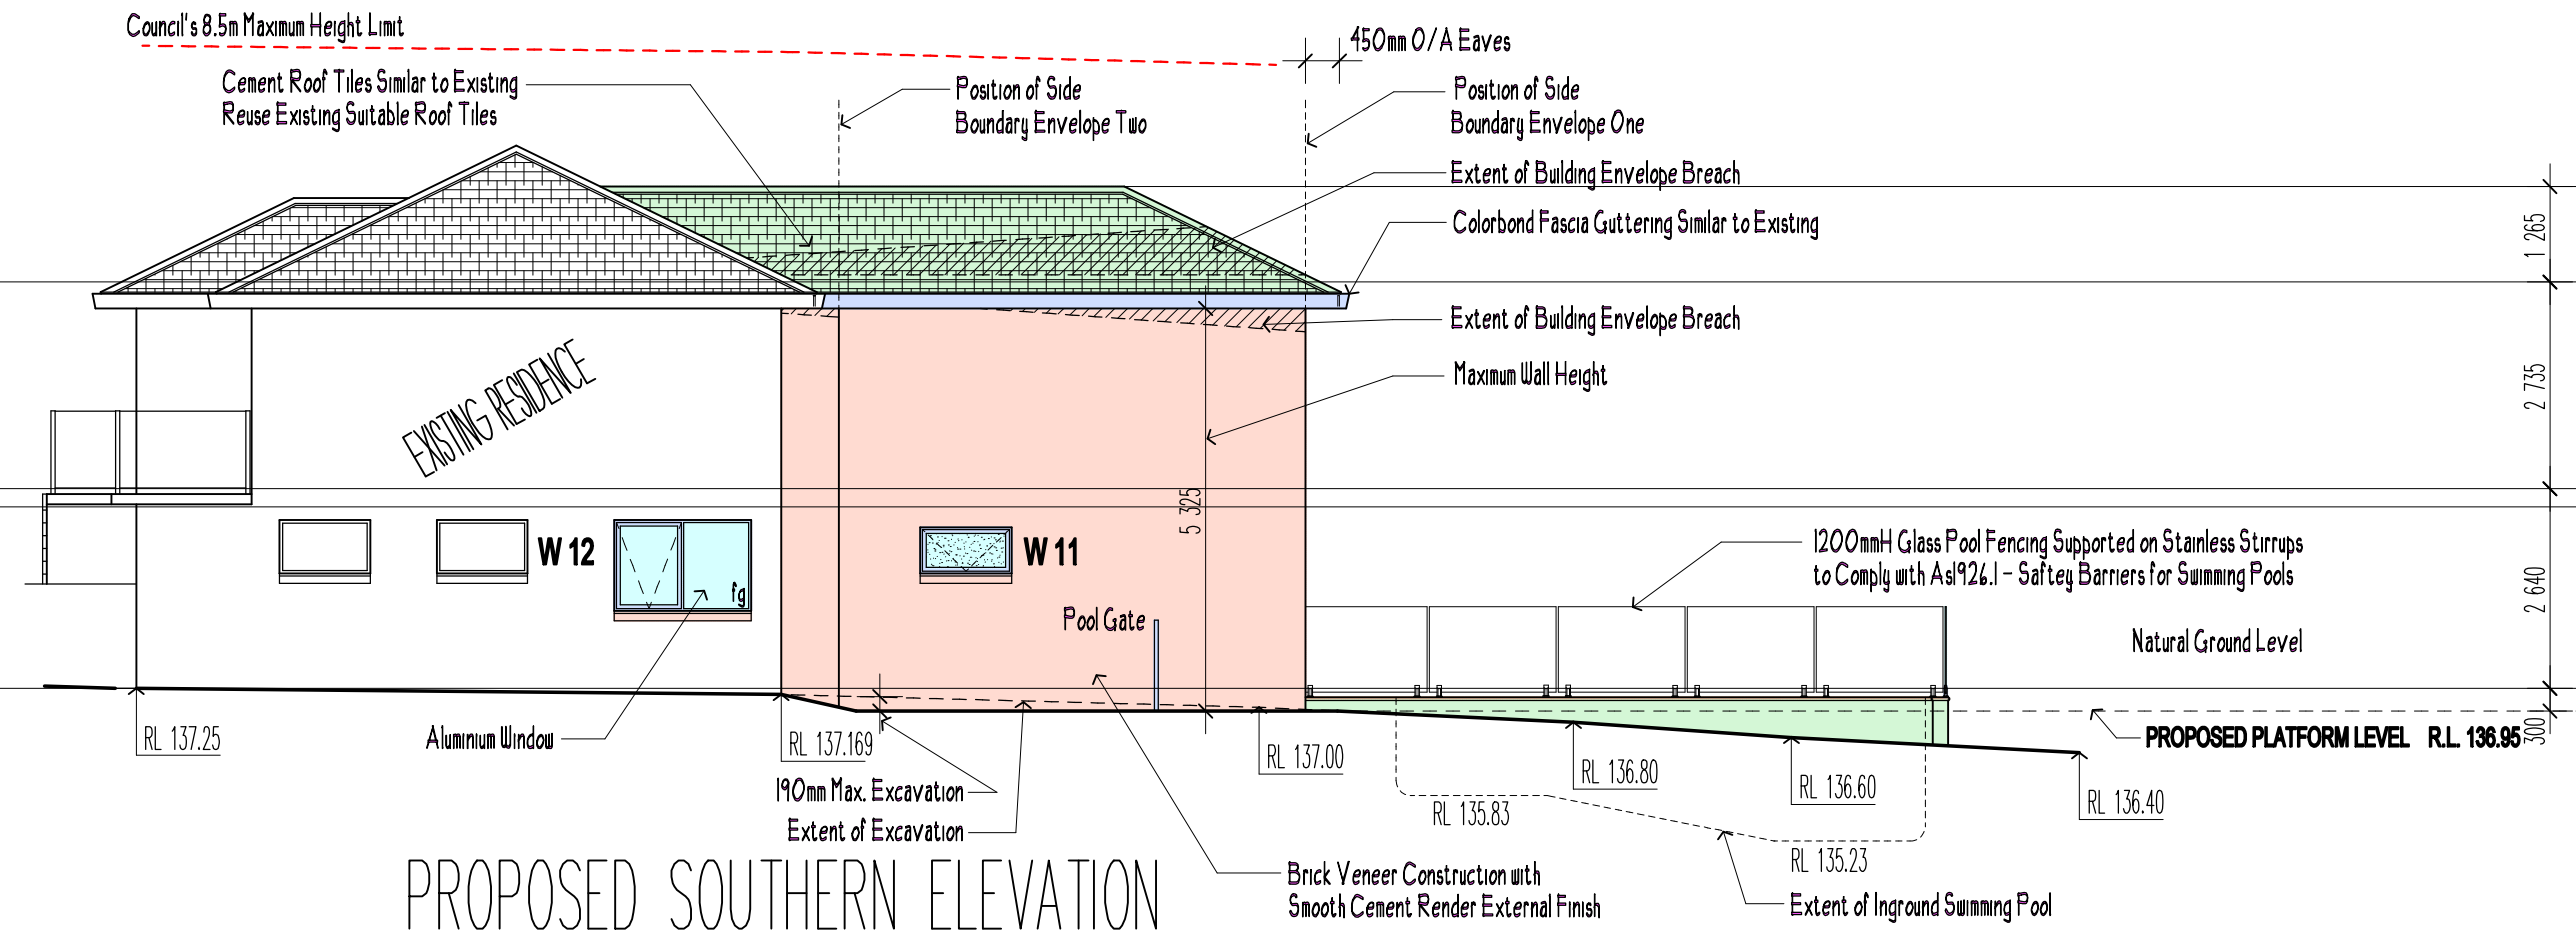 Council's 8.5m Maximum Height Limit
450mm O/A Eaves
Cement Roof Tiles Similar to Existing
Reuse Existing Suitable Roof Tiles
Position of Side
Boundary Envelope Two
Position of Side
Boundary Envelope One
Extent of Building Envelope Breach
Colorbond Fascia Guttering Similar to Existing
1 265
Extent of Building Envelope Breach
Maximum Wall Height
2 735
EXISTING RESIDENCE
5 325
W 12
fg
W 11
Pool Gate
1200mmH Glass Pool Fencing Supported on Stainless Stirrups
to Comply with As1926.1 - Saftey Barriers for Swimming Pools
2 640
Natural Ground Level
RL 137.25
Aluminium Window
RL 137.169
RL 137.00
RL 136.80
RL 136.60
RL 136.40
PROPOSED PLATFORM LEVEL R.L. 136.95
300
190mm Max. Excavation
Extent of Excavation
RL 135.83
RL 135.23
PROPOSED SOUTHERN ELEVATION
Brick Veneer Construction with
Smooth Cement Render External Finish
Extent of Inground Swimming Pool